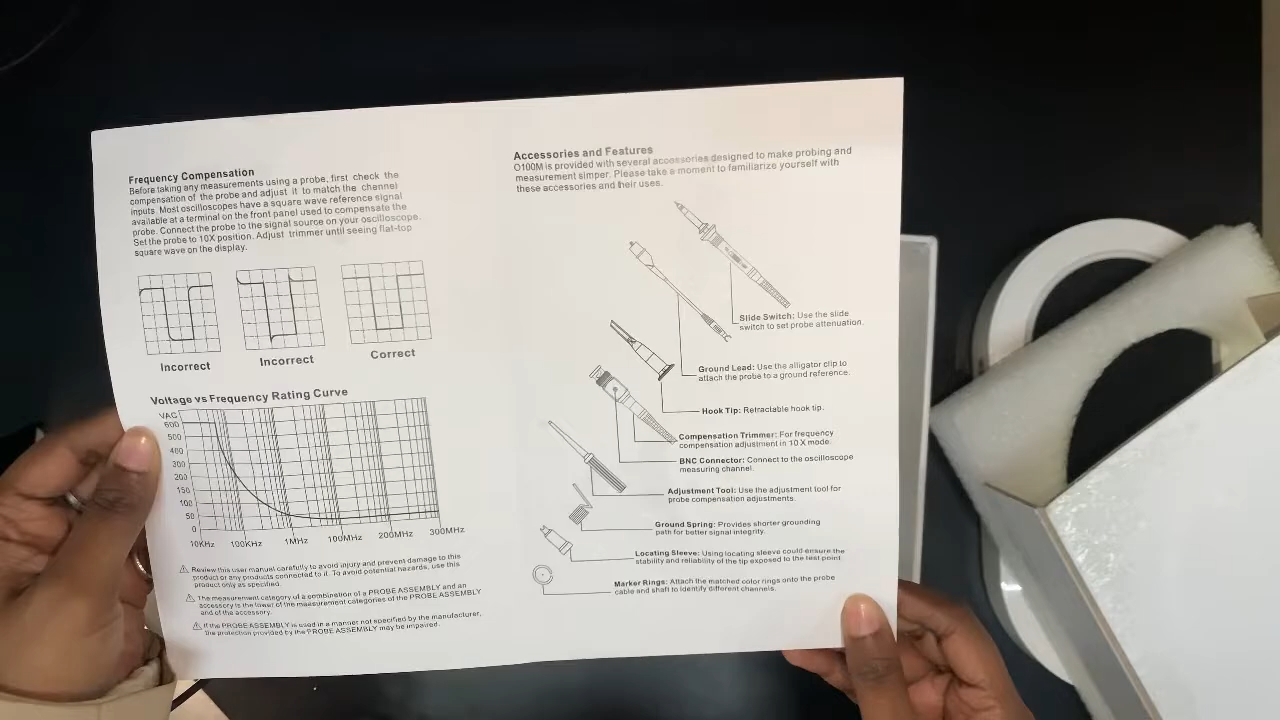 Frequency Compensation
Before taking any measurements using a probe, first check the
compensation of the probe and adjust it to match the channel
inputs. Most oscilloscopes have a square wave reference signal
available at a terminal on the front panel used to compensate the
probe. Connect the probe to the signal source on your oscilloscope.
Set the probe to 10X position. Adjust trimmer until seeing flat-top
square wave on the display.
Incorrect
Incorrect
Correct
Voltage vs Frequency Rating Curve
VAC
600
500
400
300
200
150
100
50
0
10KHz 100KHz 1MHz 100MHz 200MHz 300MHz
Review this user manual carefully to avoid injury and prevent damage to this
product or any products connected to it. To avoid potential hazards, use this
product only as specified.
The measurement category of a combination of a PROBE ASSEMBLY and an
accessory is the lower of the measurement categories of the PROBE ASSEMBLY
and of the accessory.
If the PROBE ASSEMBLY is used in a manner not specified by the manufacturer,
the protection provided by the PROBE ASSEMBLY may be impaired.
Accessories and Features
O100M is provided with several accessories designed to make probing and
measurement simper. Please take a moment to familiarize yourself with
these accessories and their uses.
Slide Switch: Use the slide
switch to set probe attenuation.
Ground Lead: Use the alligator clip to
attach the probe to a ground reference.
Hook Tip: Retractable hook tip.
Compensation Trimmer: For frequency
compensation adjustment in 10 X mode.
BNC Connector: Connect to the oscilloscope
measuring channel.
Adjustment Tool: Use the adjustment tool for
probe compensation adjustments.
Ground Spring: Provides shorter grounding
path for better signal integrity.
Locating Sleeve: Using locating sleeve could ensure the
stability and reliability of the tip exposed to the test point.
Marker Rings: Attach the matched color rings onto the probe
cable and shaft to identify different channels.